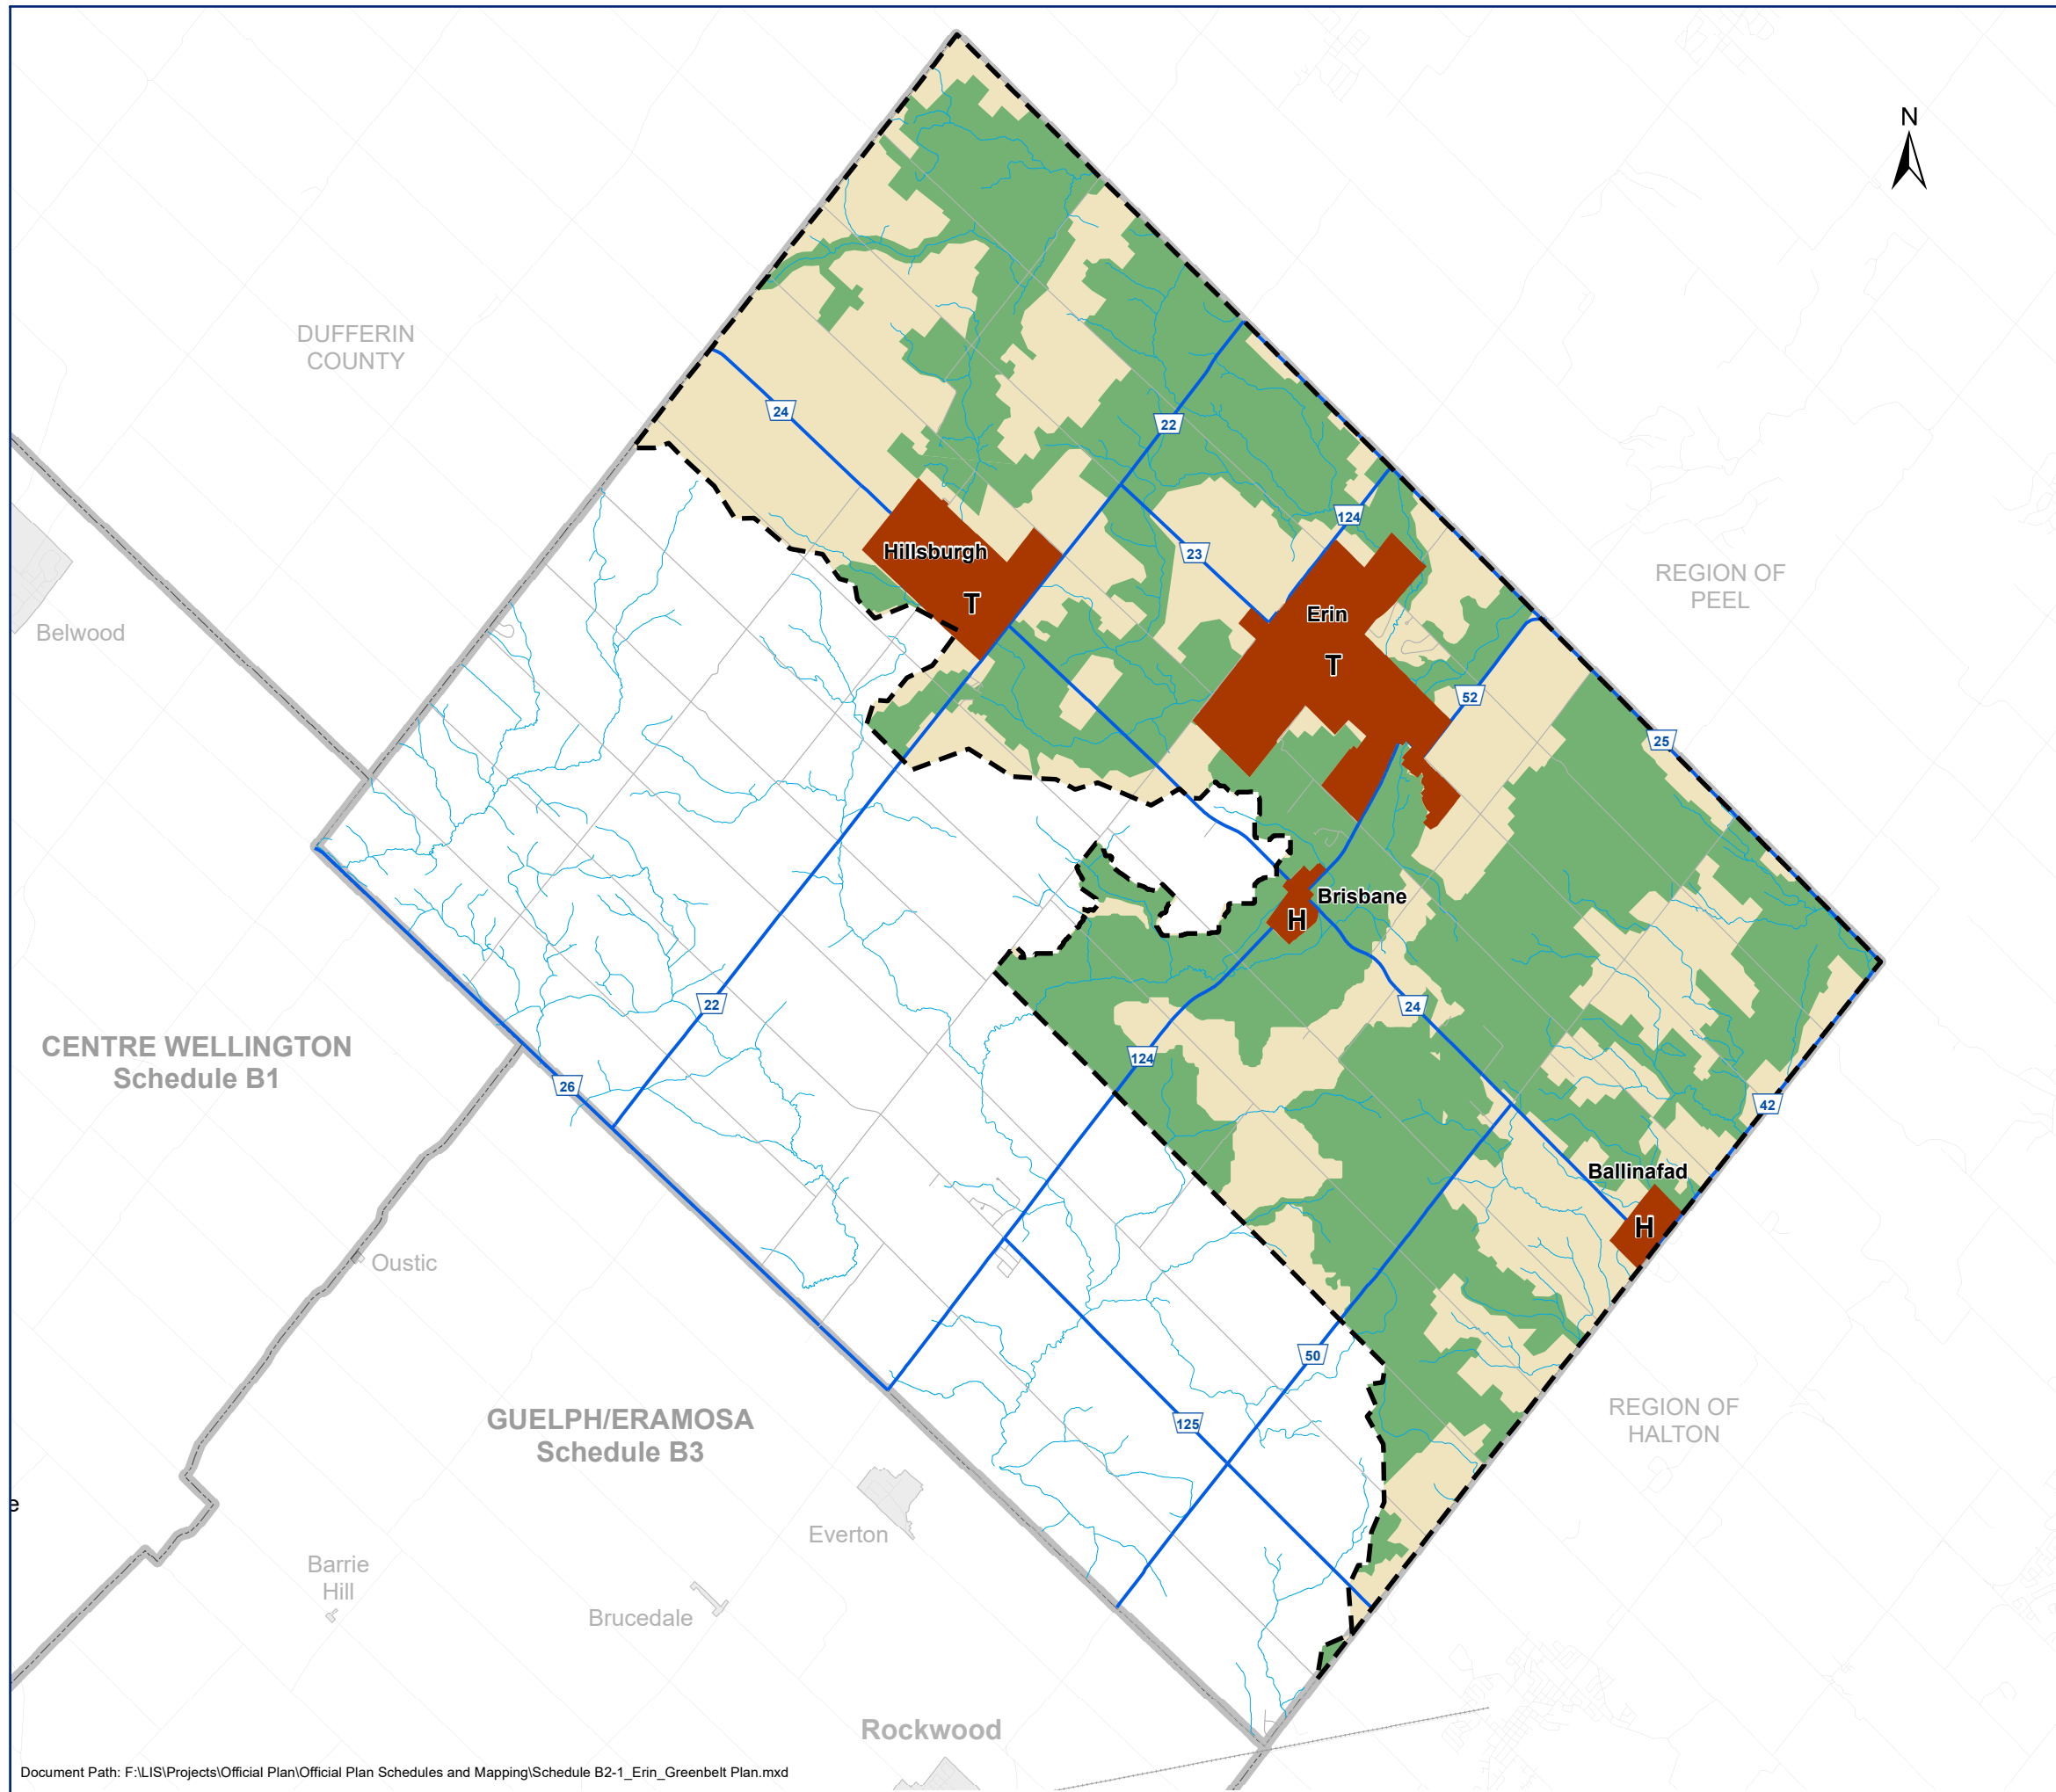 N
DUFFERIN
COUNTY
24
22
124
Hillsburgh
23
T
Erin
T
REGION OF
PEEL
Belwood
52
25
Brisbane
H
22
24
CENTRE WELLINGTON
Schedule B1
124
26
42
Ballinafad
H
Oustic
50
GUELPH/ERAMOSA
Schedule B3
125
REGION OF
HALTON
e
Everton
Barrie
Hill
Brucedale
Rockwood
Document Path: F:\LIS\Projects\Official Plan\Official Plan Schedules and Mapping\Schedule B2-1_Erin_Greenbelt Plan.mxd